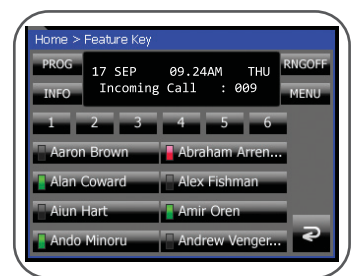 Home > Feature Key
PROG
17 SEP 09.24AM THU
RNGOFF
INFO
Incoming Call : 009
MENU
1 2 3 4 5 6
Aaron Brown
Abraham Arren...
Alan Coward
Alex Fishman
Aiun Hart
Amir Oren
Ando Minoru
Andrew Venger...